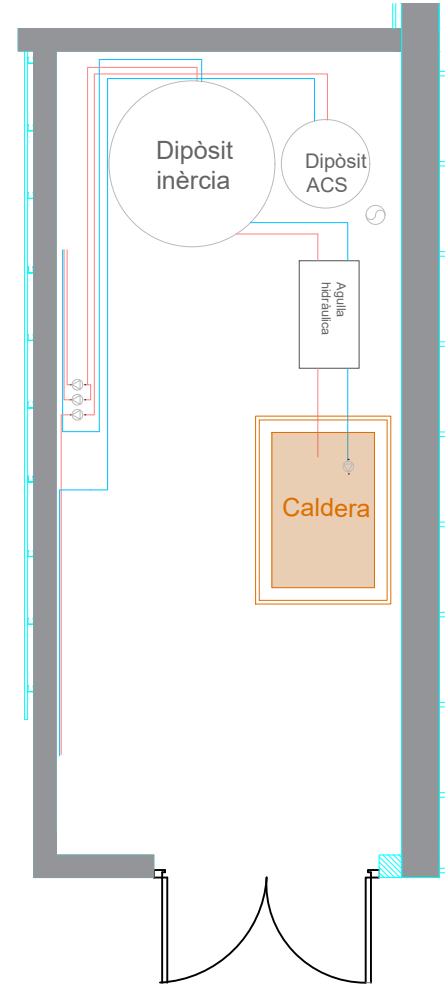 Dipòsit
inèrcia
Dipòsit
ACS
Agulla
hidràulica
Caldera